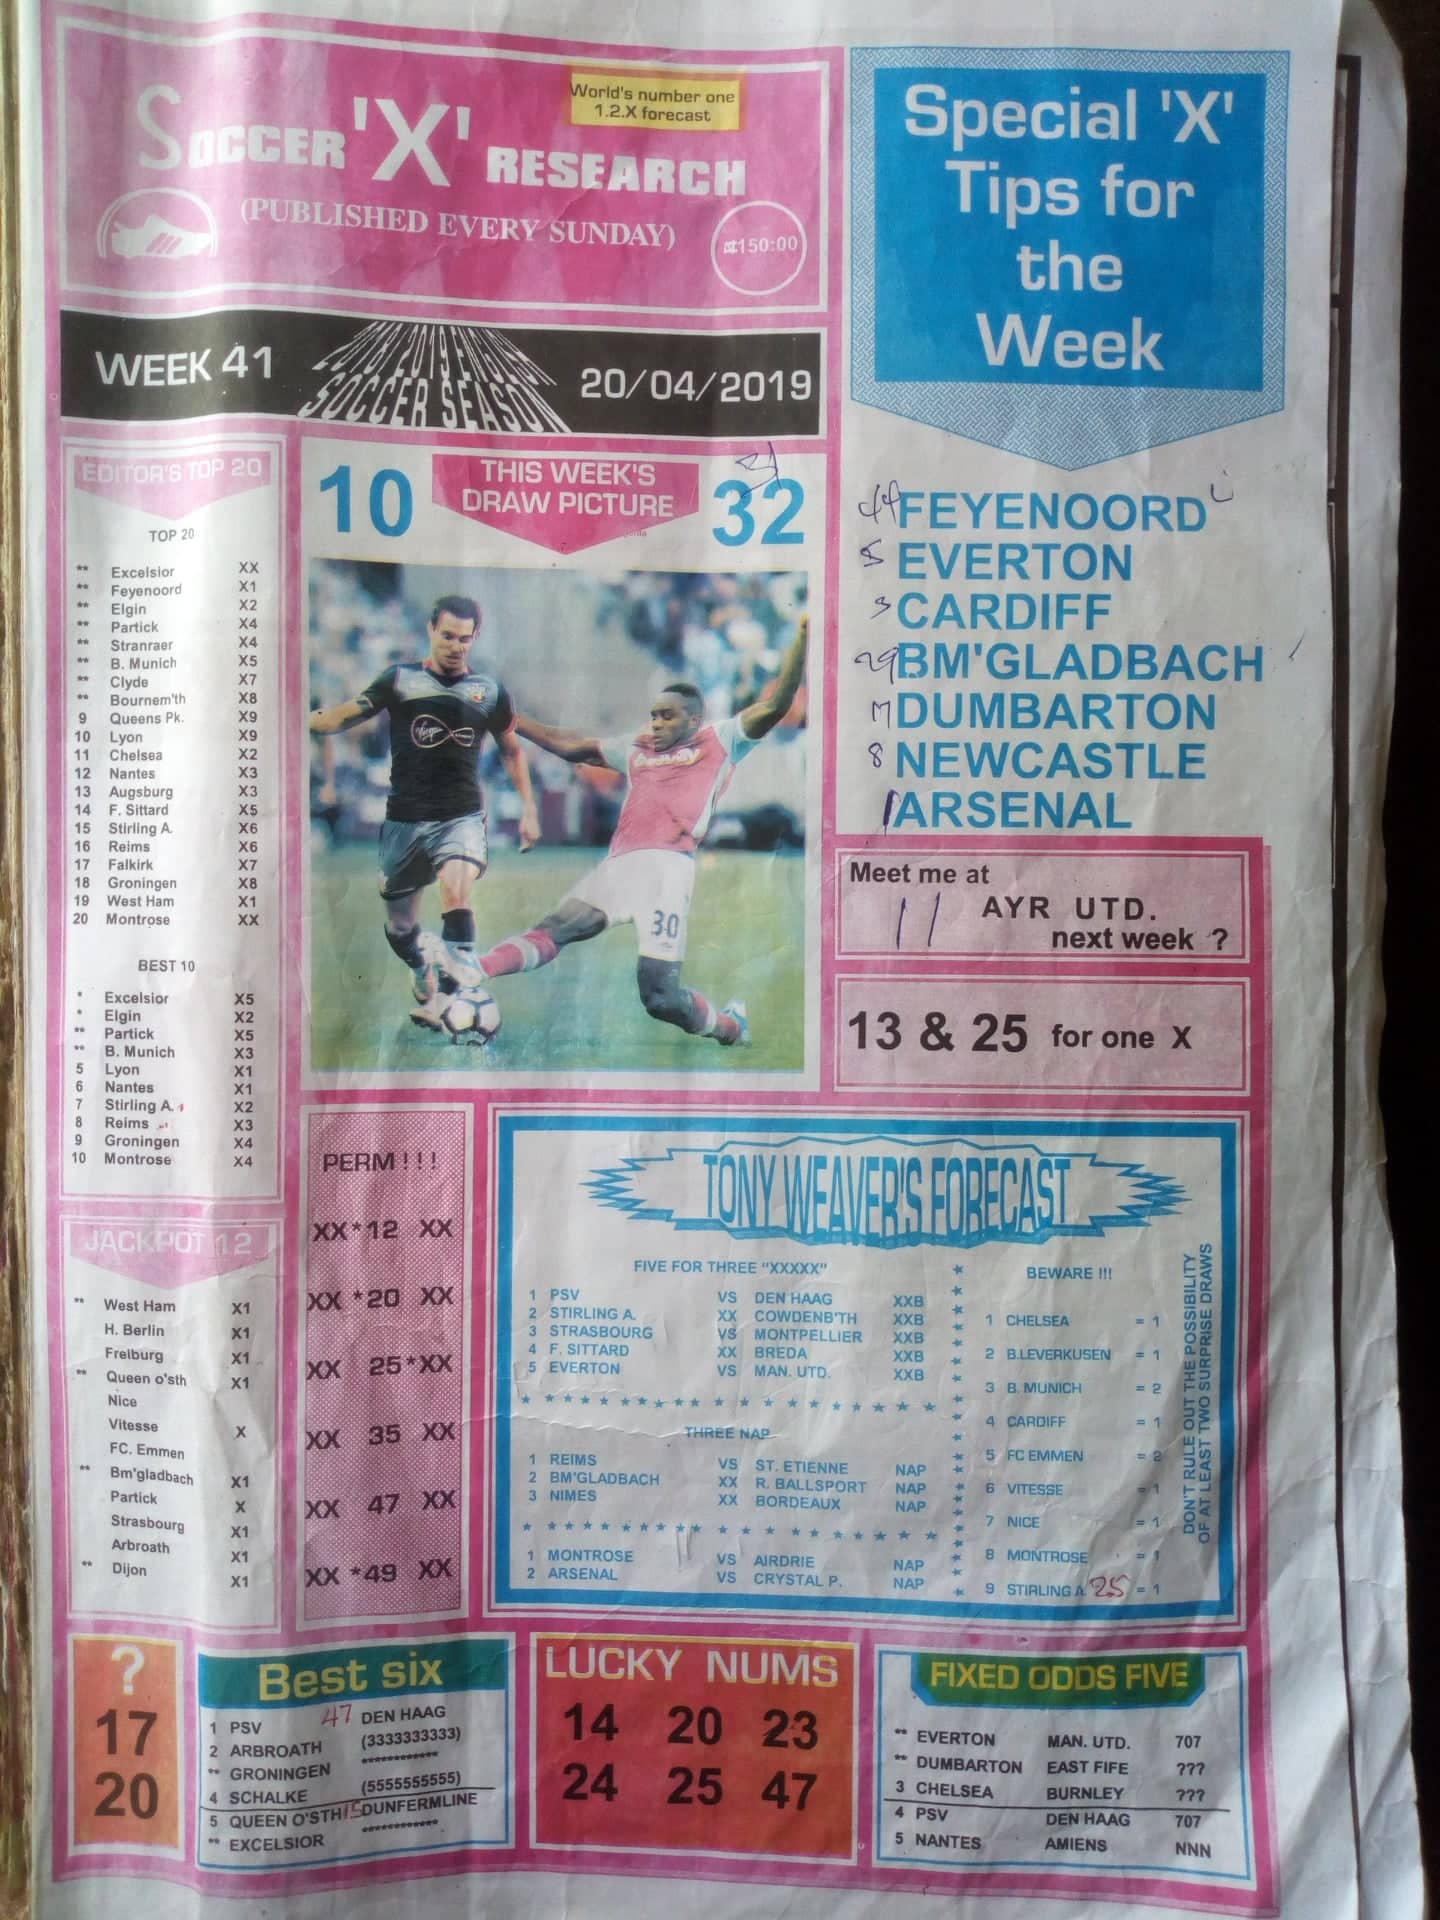 SOCCER 'X' RESEARCH
World's number one
1.2.X forecast
(PUBLISHED EVERY SUNDAY)
₦150:00
WEEK 41
2018/2019 ENGLISH
SOCCER SEASON
20/04/2019
Special 'X'
Tips for
the
Week
44 FEYENOORD
5 EVERTON
3 CARDIFF
29 BM'GLADBACH
DUMBARTON
8 NEWCASTLE
1 ARSENAL
Meet me at
11 AYR UTD.
next week ?
13 & 25 for one X
EDITOR'S TOP 20
TOP 20
** Excelsior XX
** Feyenoord X1
** Elgin X2
** Partick X4
** Stranraer X4
** B. Munich X5
** Clyde X7
** Bournem'th X8
9 Queens Pk. X9
10 Lyon X9
11 Chelsea X2
12 Nantes X3
13 Augsburg X3
14 F. Sittard X5
15 Stirling A. X6
16 Reims X6
17 Falkirk X7
18 Groningen X8
19 West Ham X1
20 Montrose XX
BEST 10
* Excelsior X5
* Elgin X2
** Partick X5
** B. Munich X3
5 Lyon X1
6 Nantes X1
7 Stirling A. X2
8 Reims X3
9 Groningen X4
10 Montrose X4
JACKPOT 12
** West Ham X1
H. Berlin X1
Freiburg X1
** Queen o'sth X1
Nice
Vitesse X
FC. Emmen
** Bm'gladbach X1
Partick X
Strasbourg X1
Arbroath X1
** Dijon X1
10
THIS WEEK'S
DRAW PICTURE
31
32
Virgin
betway
30
PERM ! ! !
XX *12 XX
XX *20 XX
XX 25* XX
XX 35 XX
XX 47 XX
XX *49 XX
TONY WEAVER'S FORECAST
FIVE FOR THREE "XXXXX"
1 PSV VS DEN HAAG XXB
2 STIRLING A. XX COWDENB'TH XXB
3 STRASBOURG VS MONTPELLIER XXB
4 F. SITTARD XX BREDA XXB
5 EVERTON VS MAN. UTD. XXB
THREE NAP
1 REIMS VS ST. ETIENNE NAP
2 BM'GLADBACH XX R. BALLSPORT NAP
3 NIMES XX BORDEAUX NAP
1 MONTROSE VS AIRDRIE NAP
2 ARSENAL VS CRYSTAL P. NAP
BEWARE !!!
1 CHELSEA = 1
2 B.LEVERKUSEN = 1
3 B. MUNICH = 2
4 CARDIFF = 1
5 FC EMMEN = 2
6 VITESSE = 1
7 NICE = 1
8 MONTROSE = 1
9 STIRLING A. 25 = 1
DON'T RULE OUT THE POSSIBILITY
OF AT LEAST TWO SURPRISE DRAWS
?
17
20
Best six
1 PSV 47 DEN HAAG
2 ARBROATH (3333333333)
** GRONINGEN ************
4 SCHALKE (5555555555)
5 QUEEN O'STH 15 DUNFERMLINE
** EXCELSIOR ************
LUCKY NUMS
14 20 23
24 25 47
FIXED ODDS FIVE
** EVERTON MAN. UTD. 707
** DUMBARTON EAST FIFE ???
3 CHELSEA BURNLEY ???
4 PSV DEN HAAG 707
5 NANTES AMIENS NNN